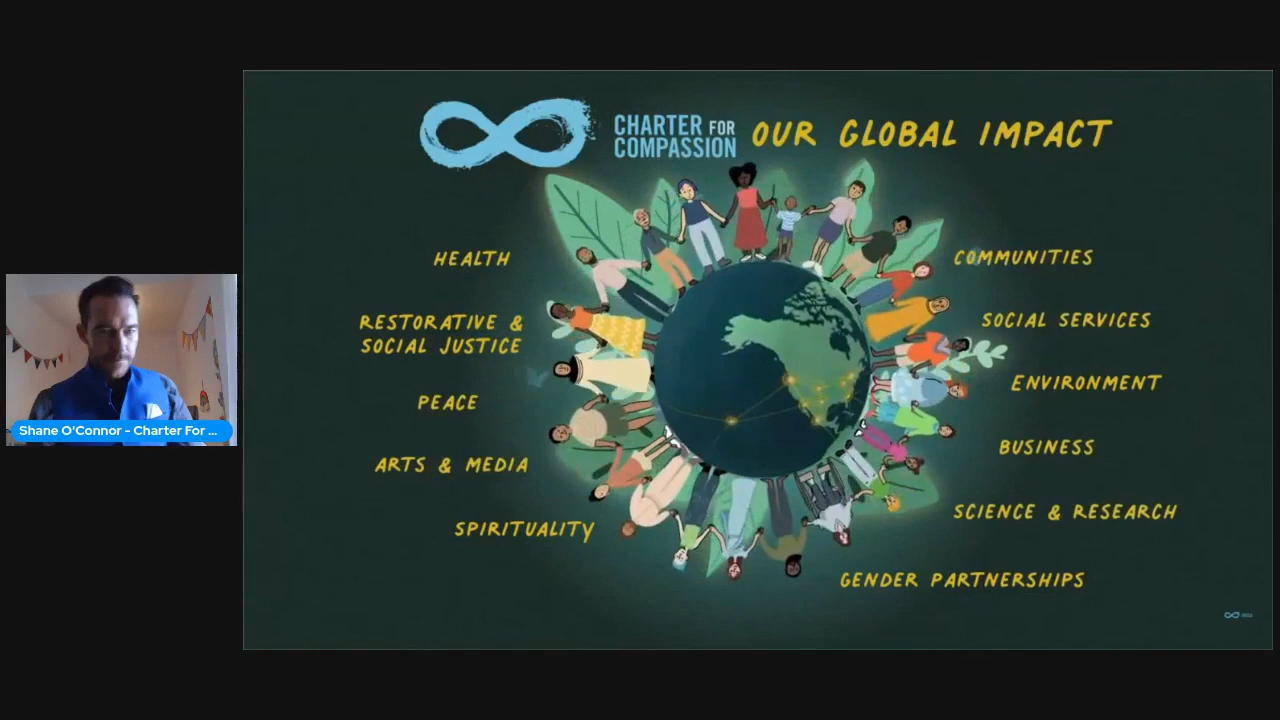 CHARTER FOR
COMPASSION
OUR GLOBAL IMPACT
HEALTH
RESTORATIVE &
SOCIAL JUSTICE
PEACE
ARTS & MEDIA
SPIRITUALITY
COMMUNITIES
SOCIAL SERVICES
ENVIRONMENT
BUSINESS
SCIENCE & RESEARCH
GENDER PARTNERSHIPS
Shane O'Connor - Charter For ...